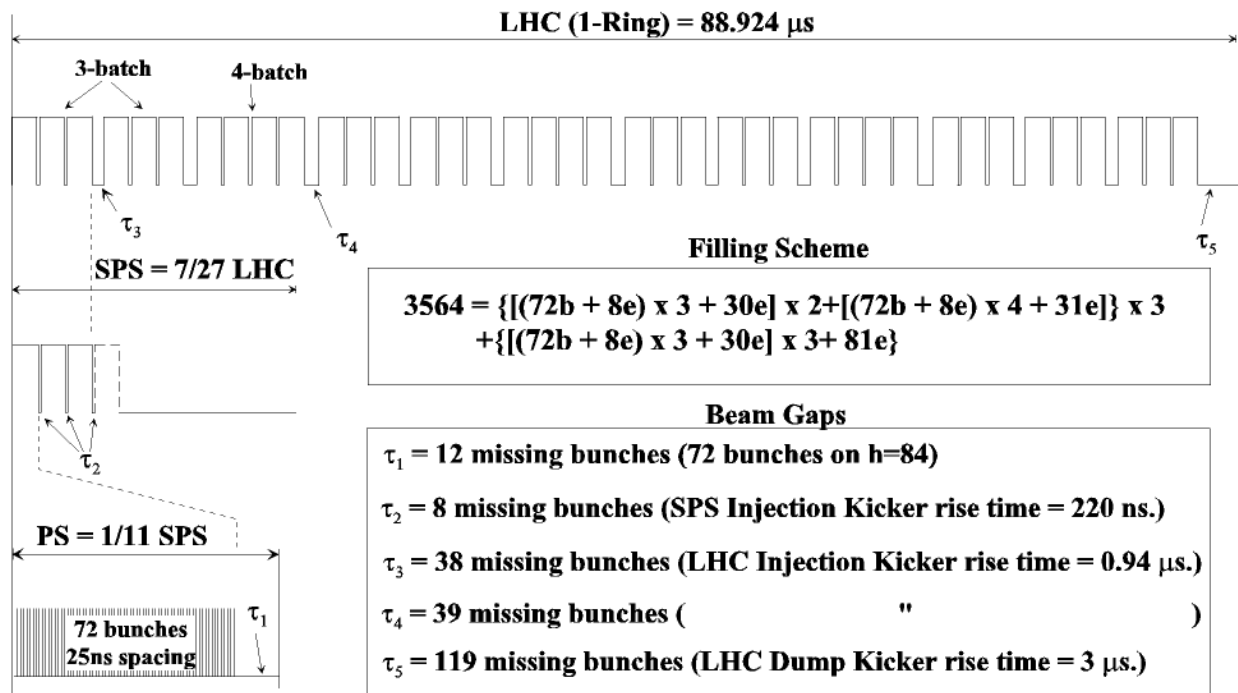 LHC (1-Ring) = 88.924 μs
3-batch
4-batch
τ3
τ4
τ5
SPS = 7/27 LHC
Filling Scheme
3564 = {[(72b + 8e) x 3 + 30e] x 2+[(72b + 8e) x 4 + 31e]} x 3
+{[(72b + 8e) x 3 + 30e] x 3+ 81e}
τ2
PS = 1/11 SPS
τ1
72 bunches
25ns spacing
Beam Gaps
τ1 = 12 missing bunches (72 bunches on h=84)
τ2 = 8 missing bunches (SPS Injection Kicker rise time = 220 ns.)
τ3 = 38 missing bunches (LHC Injection Kicker rise time = 0.94 μs.)
τ4 = 39 missing bunches ( " )
τ5 = 119 missing bunches (LHC Dump Kicker rise time = 3 μs.)